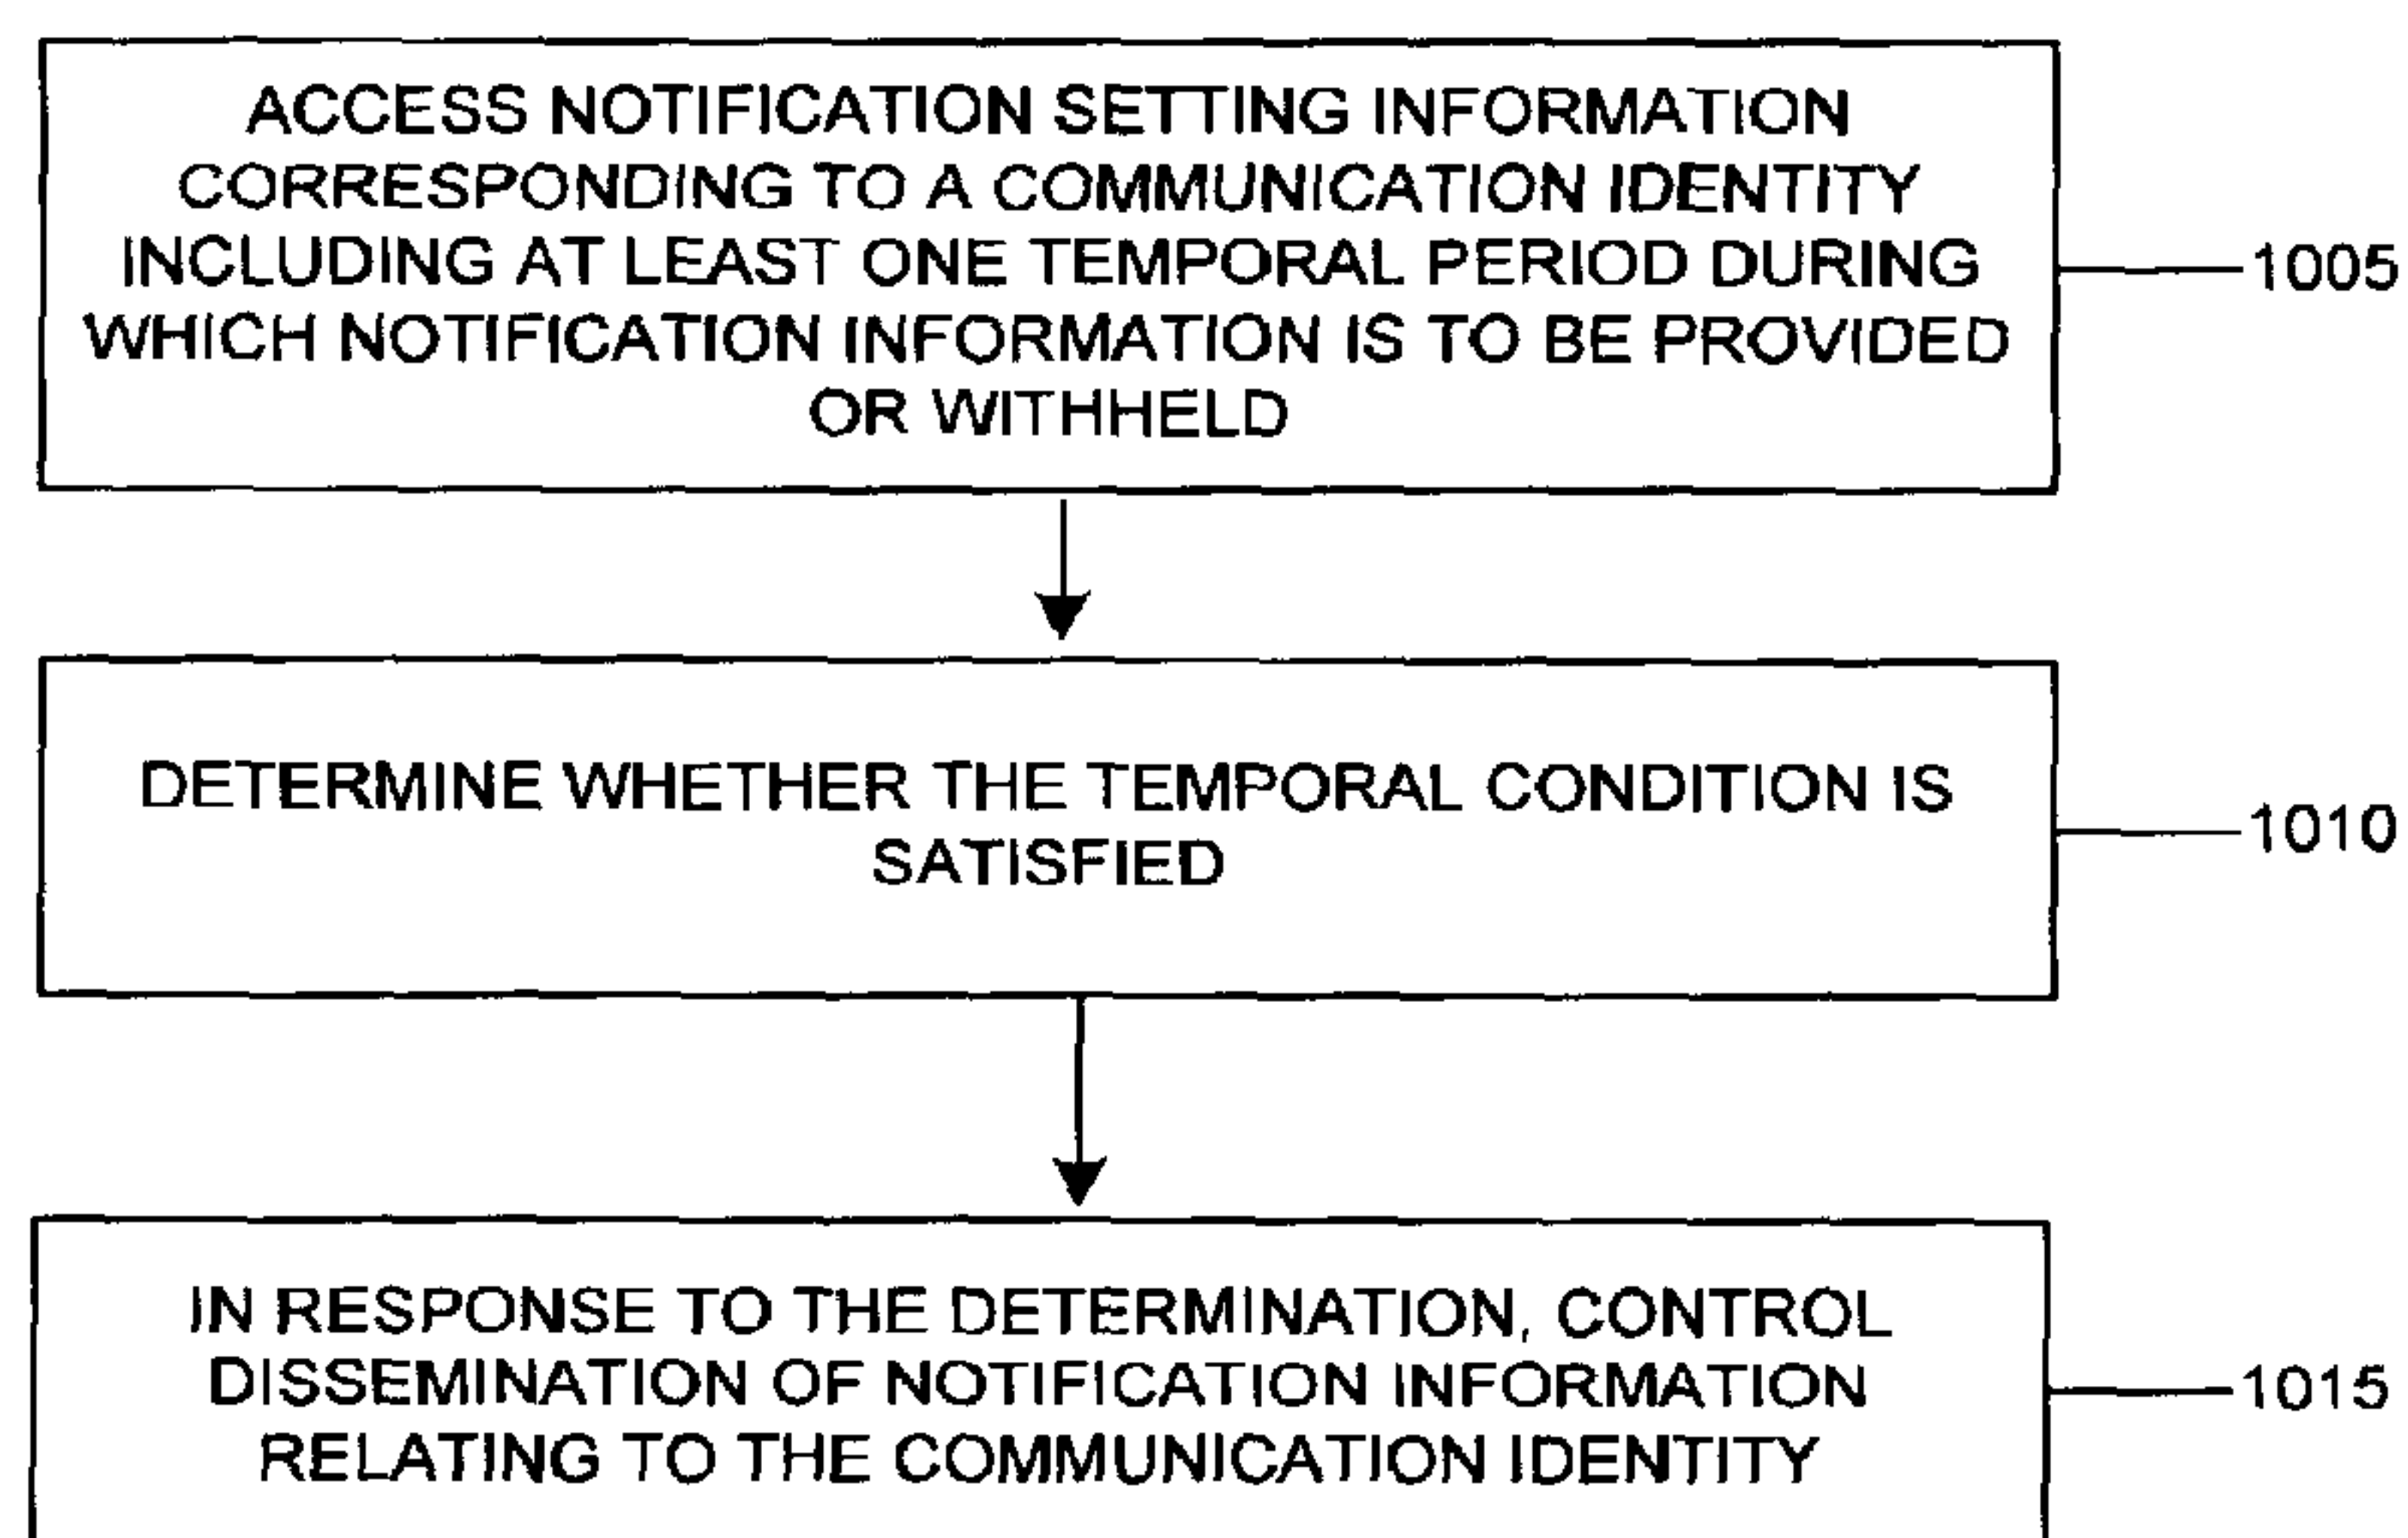 ACCESS NOTIFICATION SETTING INFORMATION
CORRESPONDING TO A COMMUNICATION IDENTITY
INCLUDING AT LEAST ONE TEMPORAL PERIOD DURING
WHICH NOTIFICATION INFORMATION IS TO BE PROVIDED
OR WITHHELD
1005
DETERMINE WHETHER THE TEMPORAL CONDITION IS
SATISFIED
1010
IN RESPONSE TO THE DETERMINATION, CONTROL
DISSEMINATION OF NOTIFICATION INFORMATION
RELATING TO THE COMMUNICATION IDENTITY
1015